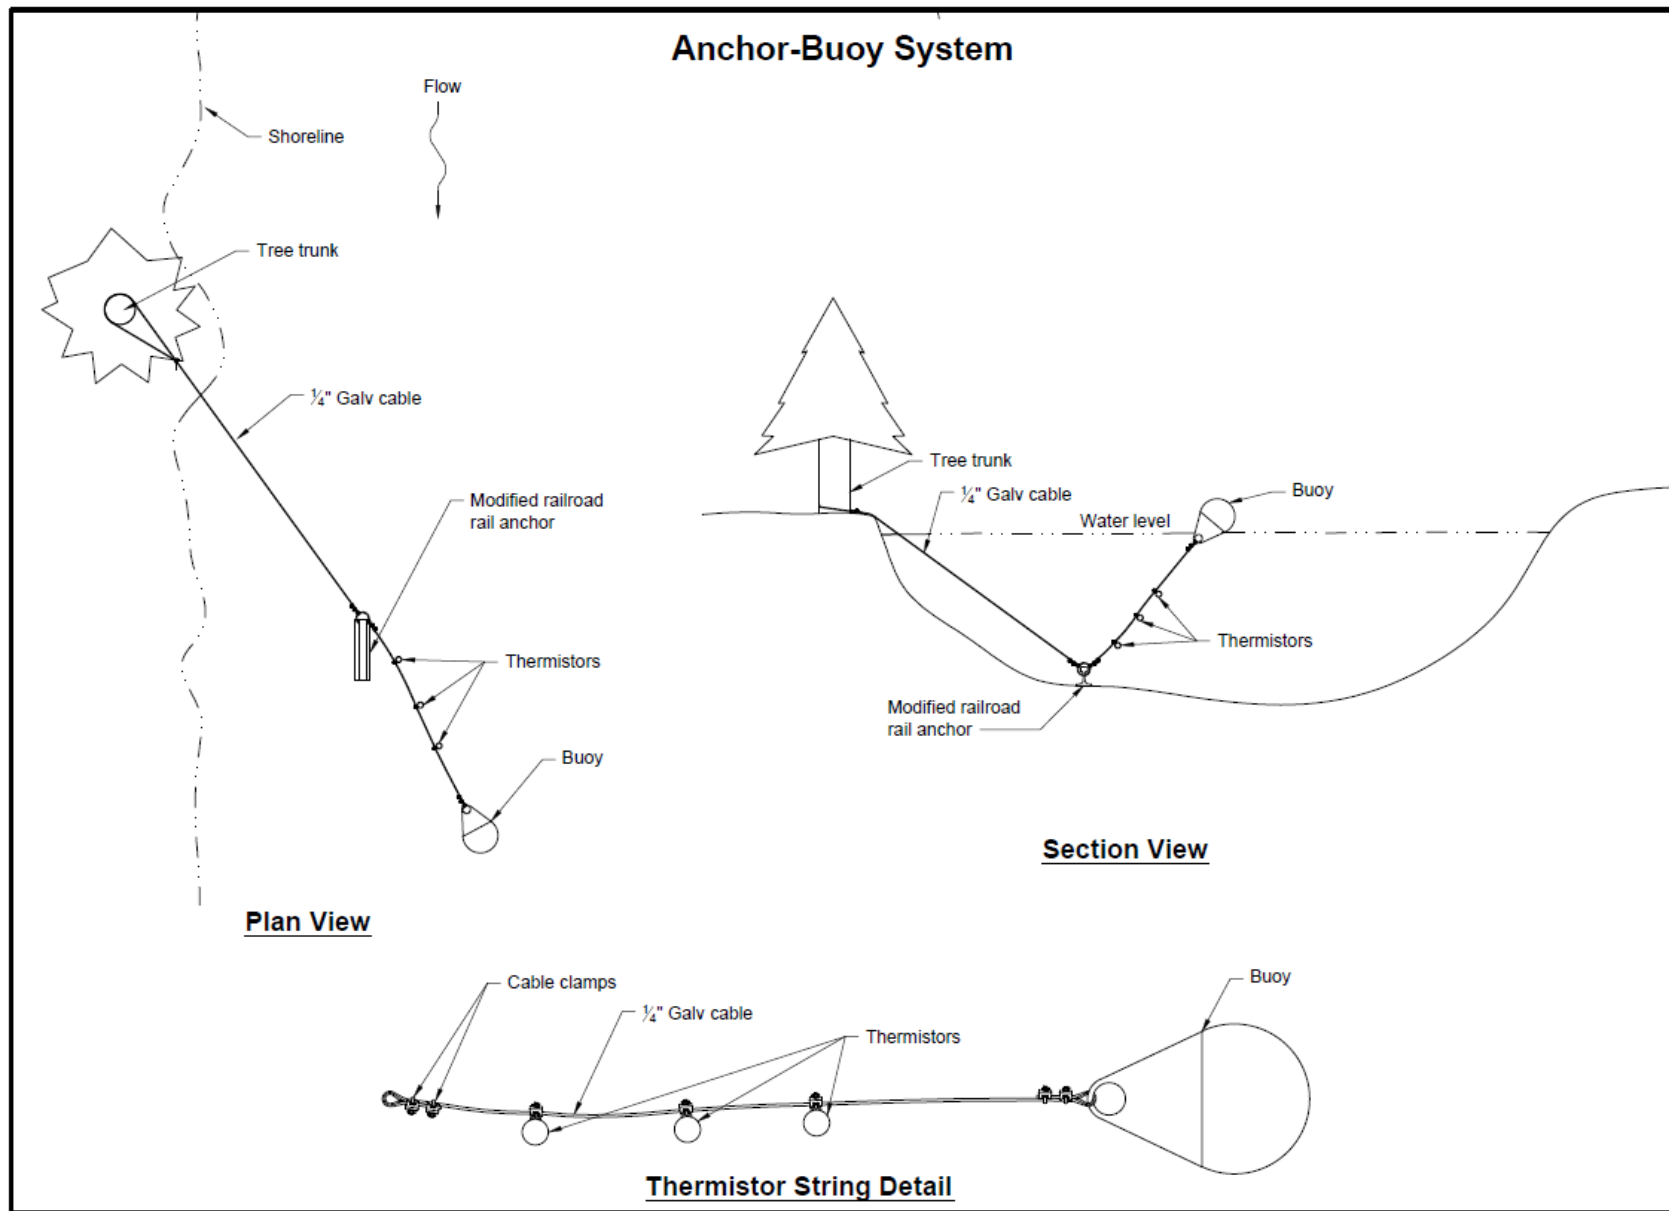 Anchor-Buoy System
Flow
Shoreline
Tree trunk
¼" Galv cable
Modified railroad
rail anchor
Thermistors
Buoy
Plan View
Tree trunk
¼" Galv cable
Water level
Buoy
Thermistors
Modified railroad
rail anchor
Section View
Cable clamps
¼" Galv cable
Thermistors
Buoy
Thermistor String Detail